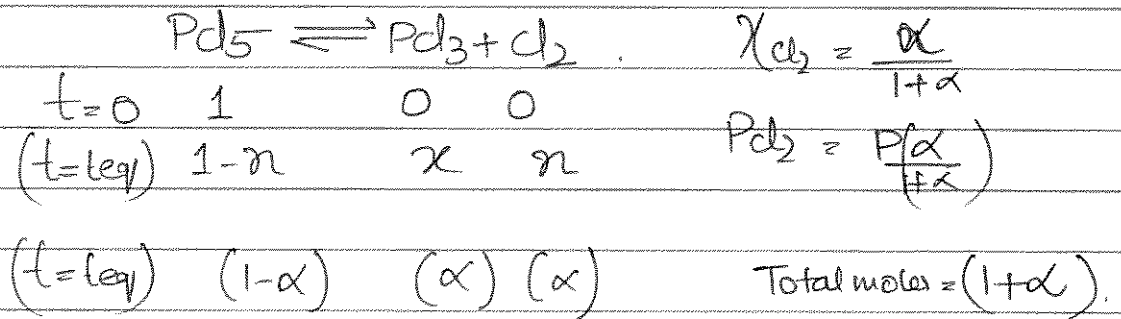 PCl5 ⇌ PCl3 + Cl2 . χCl2 = α/(1+α)
t=0 1 0 0
(t=teq) 1-x x x PCl2 = P(α/(1+α))
(t=teq) (1-α) (α) (α) Total moles = (1+α).